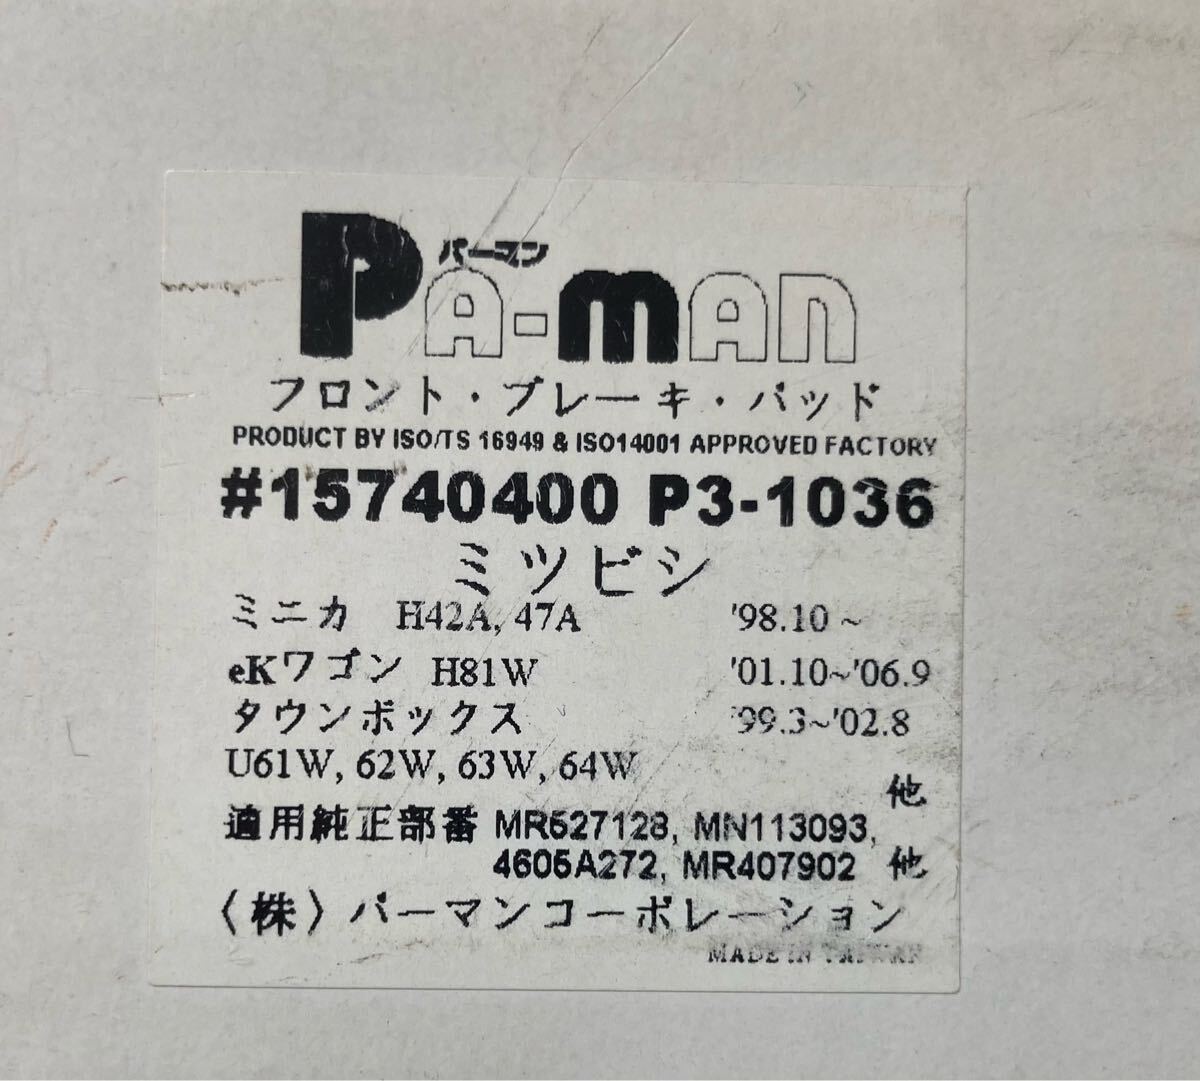 パーマン
PA-MAN
フロント・ブレーキ・パッド
PRODUCT BY ISO/TS 16949 & ISO14001 APPROVED FACTORY
#15740400 P3-1036
ミツビシ
ミニカ H42A, 47A '98.10～
eKワゴン H81W '01.10～'06.9
タウンボックス '99.3～'02.8
U61W, 62W, 63W, 64W 他
適用純正部番 MR527128, MN113093,
4605A272, MR407902 他
〈株〉パーマンコーポレーション
MADE IN TAIWAN